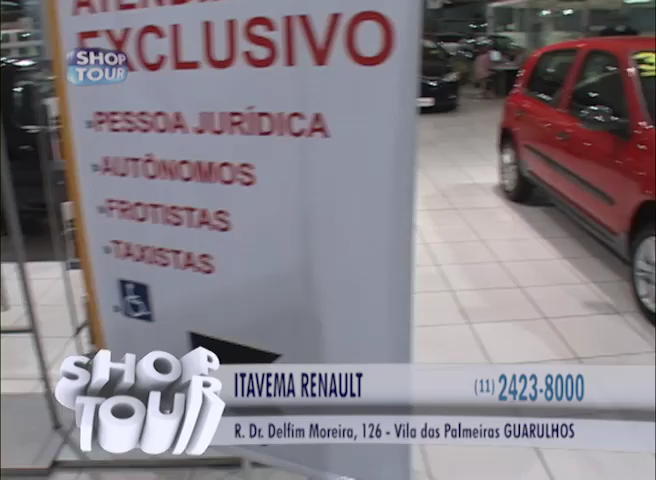 EXCLUSIVO
SHOP
TOUR
•PESSOA JURÍDICA
•AUTÔNOMOS
•FROTISTAS
•TAXISTAS
SHOP
TOUR
ITAVEMA RENAULT (11) 2423-8000
R. Dr. Delfim Moreira, 126 - Vila das Palmeiras GUARULHOS